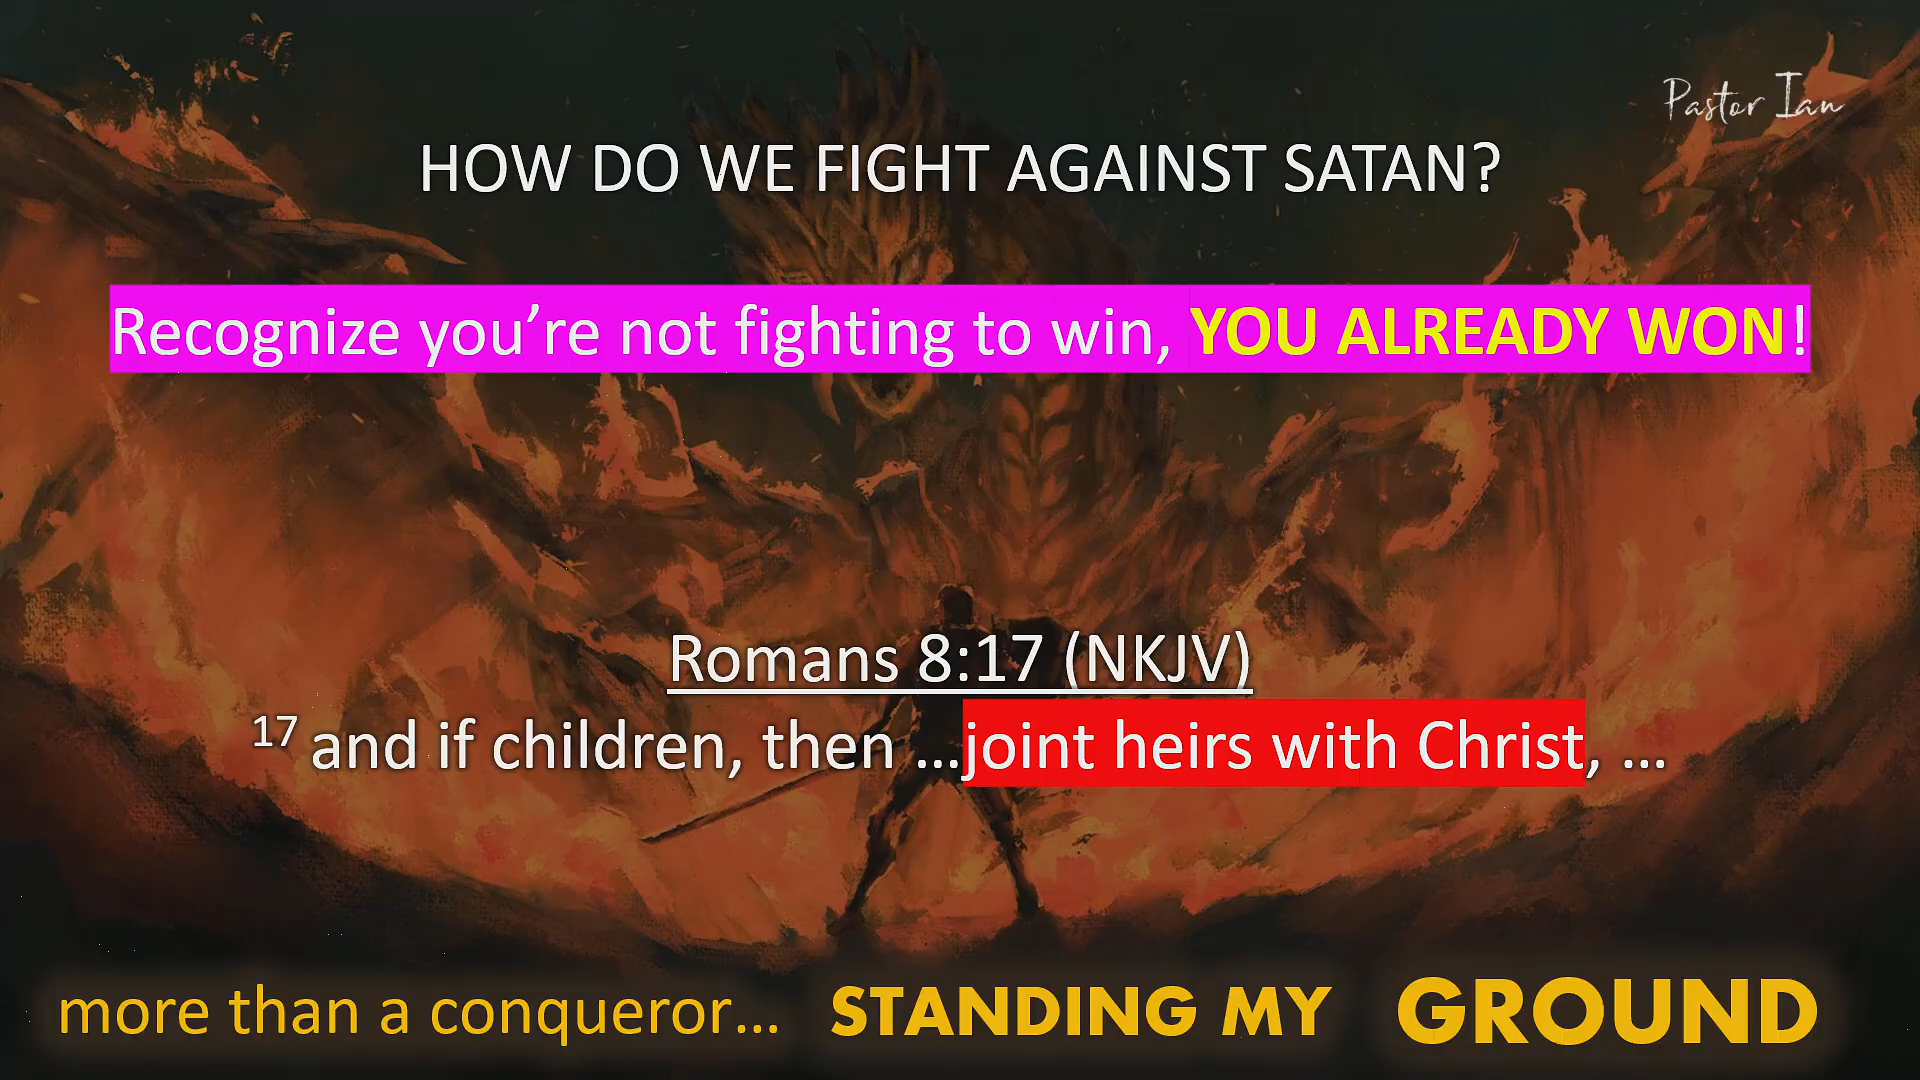 Pastor Ian
HOW DO WE FIGHT AGAINST SATAN?
Recognize you’re not fighting to win, YOU ALREADY WON!
Romans 8:17 (NKJV)
17 and if children, then …joint heirs with Christ, …
more than a conqueror… STANDING MY GROUND